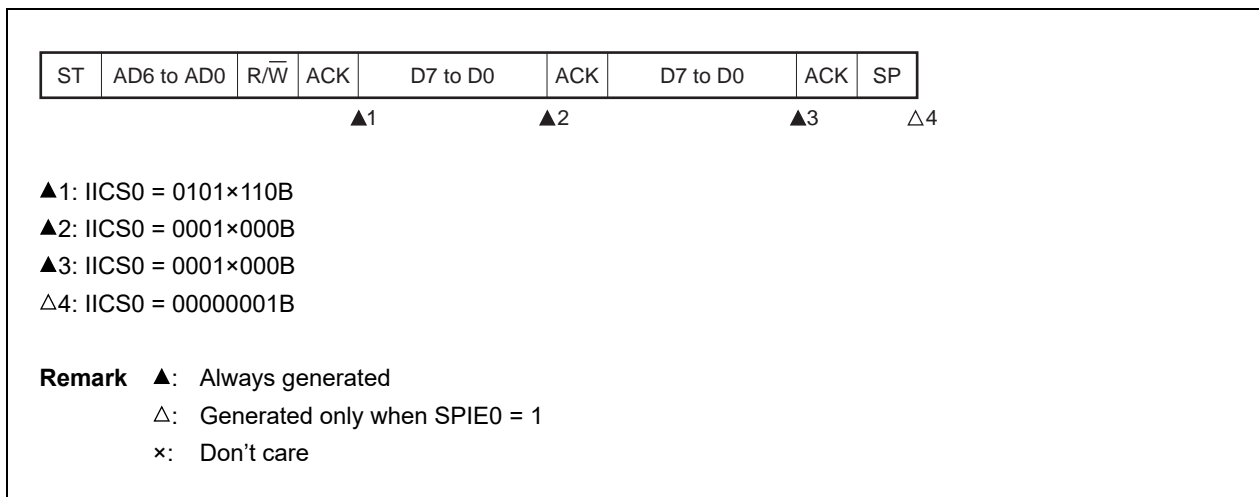 ST AD6 to AD0 R/W̅ ACK D7 to D0 ACK D7 to D0 ACK SP
▲1 ▲2 ▲3 △4
▲1: IICS0 = 0101×110B
▲2: IICS0 = 0001×000B
▲3: IICS0 = 0001×000B
△4: IICS0 = 00000001B
Remark ▲: Always generated
△: Generated only when SPIE0 = 1
×: Don’t care